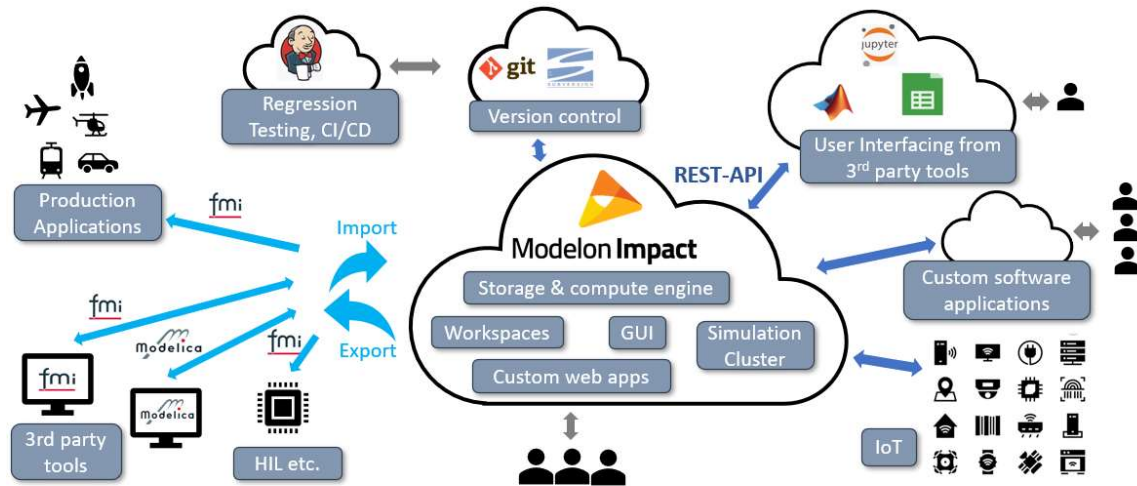 git
SUBVERSION
Regression
Testing, CI/CD
Version control
jupyter
User Interfacing from
3rd party tools
REST-API
Production
Applications
fmi
Import
Modelon Impact
Storage & compute engine
Workspaces
GUI
Simulation
Cluster
Custom web apps
Custom software
applications
fmi
Modelica
fmi
Export
fmi
Modelica
3rd party
tools
HIL etc.
IoT